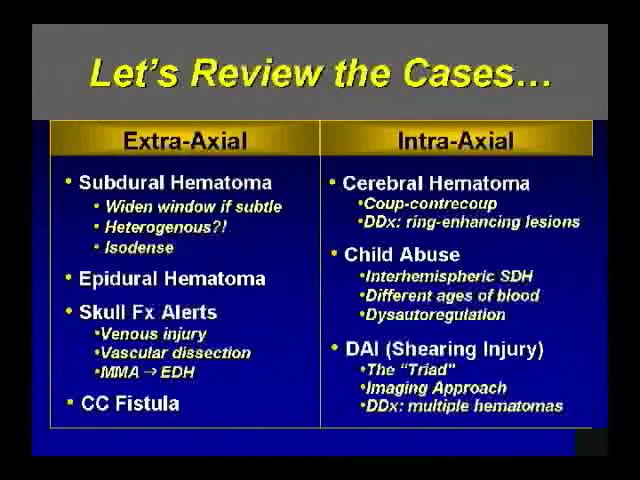 Let's Review the Cases…
Extra-Axial
• Subdural Hematoma
• Widen window if subtle
• Heterogenous?!
• Isodense
• Epidural Hematoma
• Skull Fx Alerts
•Venous injury
•Vascular dissection
•MMA → EDH
• CC Fistula
Intra-Axial
• Cerebral Hematoma
•Coup-contrecoup
•DDx: ring-enhancing lesions
• Child Abuse
•Interhemispheric SDH
•Different ages of blood
•Dysautoregulation
• DAI (Shearing Injury)
•The “Triad”
•Imaging Approach
•DDx: multiple hematomas